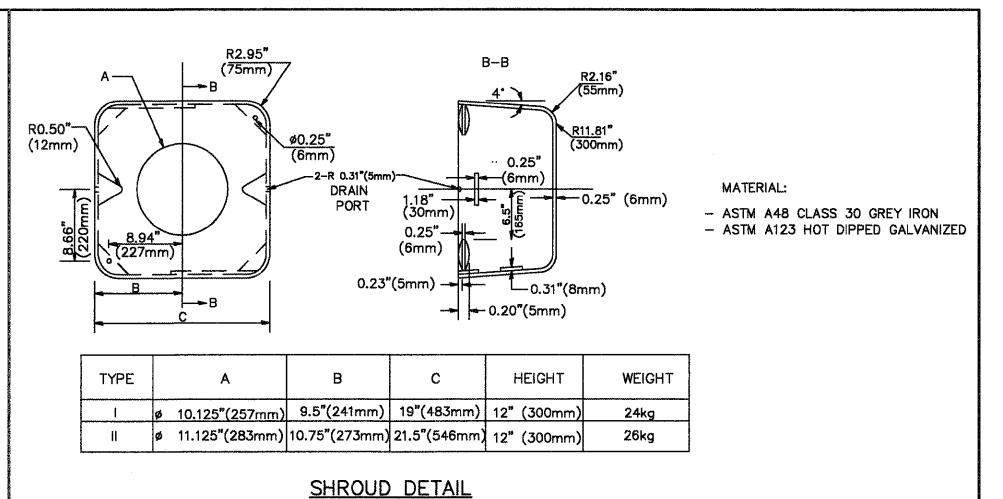 B-B
R2.95"
(75mm)
A
B
R2.16"
(55mm)
4°
R11.81"
(300mm)
R0.50"
(12mm)
ø0.25"
(6mm)
2-R 0.31"(5mm)
DRAIN
PORT
0.25"
(6mm)
1.18"
(30mm)
6.5"
(165mm)
0.25" (6mm)
MATERIAL:
- ASTM A48 CLASS 30 GREY IRON
- ASTM A123 HOT DIPPED GALVANIZED
8.66"
(220mm)
8.94"
(227mm)
0.25"
(6mm)
0.23"(5mm)
0.31"(8mm)
0.20"(5mm)
B
B
C
TYPE A B C HEIGHT WEIGHT
I ø 10.125"(257mm) 9.5"(241mm) 19"(483mm) 12" (300mm) 24kg
II ø 11.125"(283mm) 10.75"(273mm) 21.5"(546mm) 12" (300mm) 26kg
SHROUD DETAIL